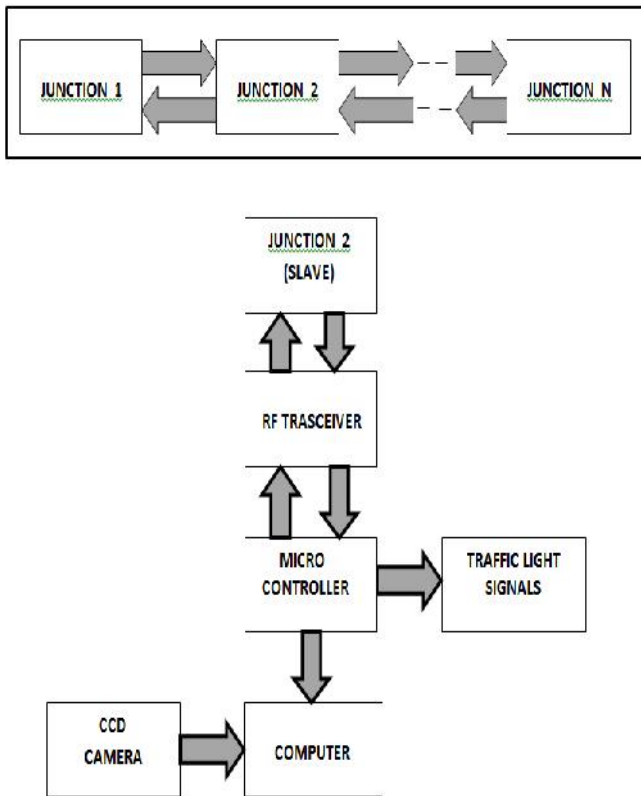 JUNCTION 1
JUNCTION 2
JUNCTION N
JUNCTION 2
(SLAVE)
RF TRASCEIVER
MICRO
CONTROLLER
TRAFFIC LIGHT
SIGNALS
CCD
CAMERA
COMPUTER